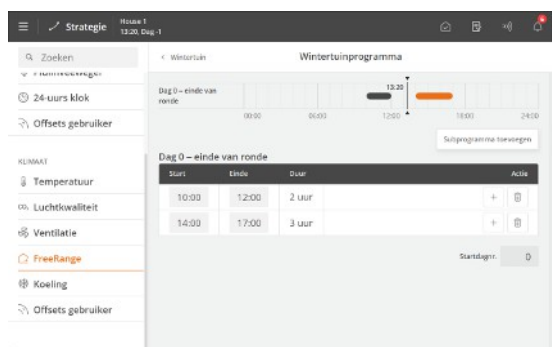 Strategie
House 1
13:20, Dag -1
6
Zoeken
Wintertuin
Wintertuinprogramma
24-uurs klok
Offsets gebruiker
KLIMAAT
Temperatuur
Luchtkwaliteit
Ventilatie
FreeRange
Koeling
Offsets gebruiker
Dag 0 – einde van
ronde
13:20
00:00 06:00 12:00 18:00 24:00
Subprogramma toevoegen
Dag 0 – einde van ronde
Start Einde Duur Actie
10:00 12:00 2 uur
14:00 17:00 3 uur
Startdagnr. 0